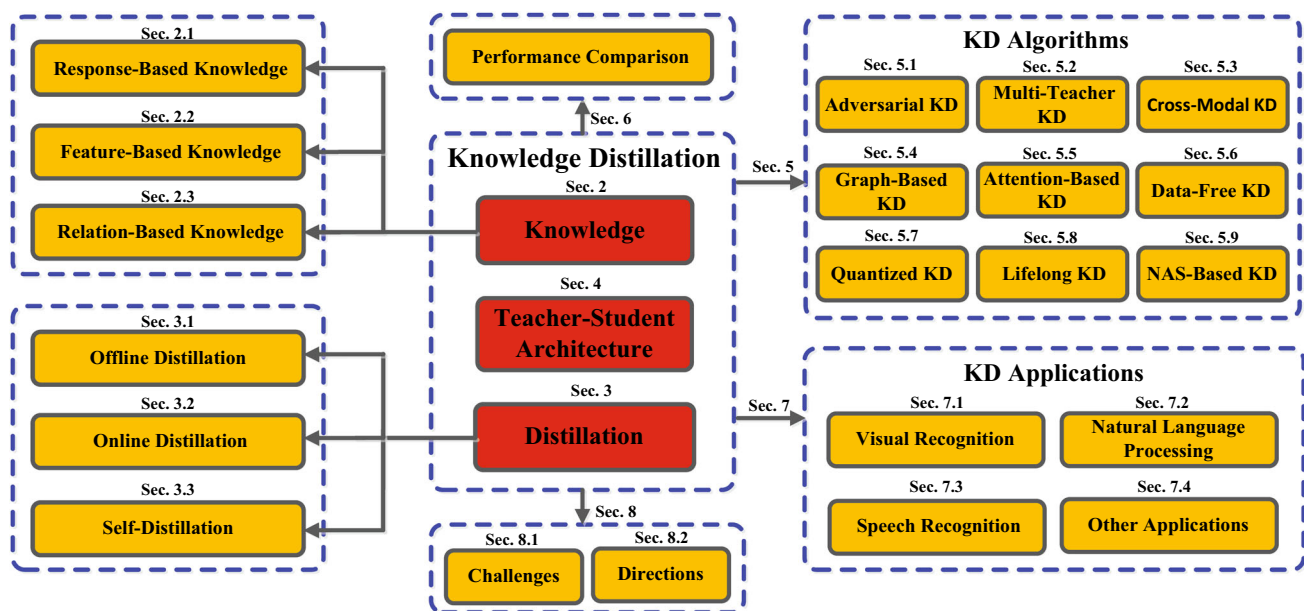 Sec. 2.1
Response-Based Knowledge
Sec. 2.2
Feature-Based Knowledge
Sec. 2.3
Relation-Based Knowledge
Sec. 3.1
Offline Distillation
Sec. 3.2
Online Distillation
Sec. 3.3
Self-Distillation
Performance Comparison
Sec. 6
Knowledge Distillation
Sec. 2
Knowledge
Sec. 4
Teacher-Student
Architecture
Sec. 3
Distillation
Sec. 8
Sec. 8.1
Challenges
Sec. 8.2
Directions
Sec. 5
KD Algorithms
Sec. 5.1
Adversarial KD
Sec. 5.2
Multi-Teacher
KD
Sec. 5.3
Cross-Modal KD
Sec. 5.4
Graph-Based
KD
Sec. 5.5
Attention-Based
KD
Sec. 5.6
Data-Free KD
Sec. 5.7
Quantized KD
Sec. 5.8
Lifelong KD
Sec. 5.9
NAS-Based KD
Sec. 7
KD Applications
Sec. 7.1
Visual Recognition
Sec. 7.2
Natural Language
Processing
Sec. 7.3
Speech Recognition
Sec. 7.4
Other Applications